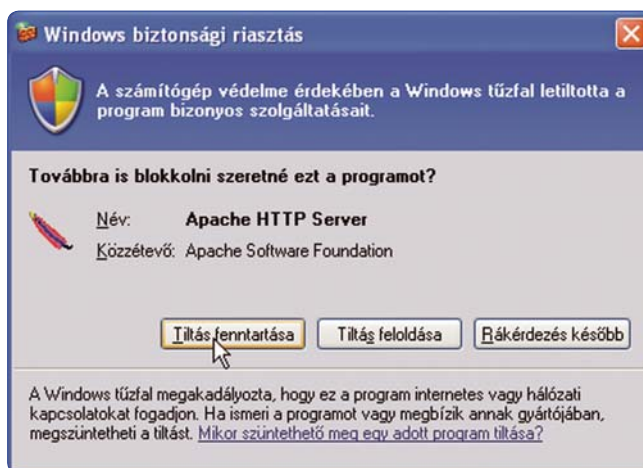 Windows biztonsági riasztás
A számítógép védelme érdekében a Windows tűzfal letiltotta a
program bizonyos szolgáltatásait.
Továbbra is blokkolni szeretné ezt a programot?
Név: Apache HTTP Server
Közzétevő: Apache Software Foundation
Tiltás fenntartása Tiltás feloldása Rákérdezés később
A Windows tűzfal megakadályozta, hogy ez a program internetes vagy hálózati
kapcsolatokat fogadjon. Ha ismeri a programot vagy megbízik annak gyártójában,
megszüntetheti a tiltást. Mikor szüntethető meg egy adott program tiltása?